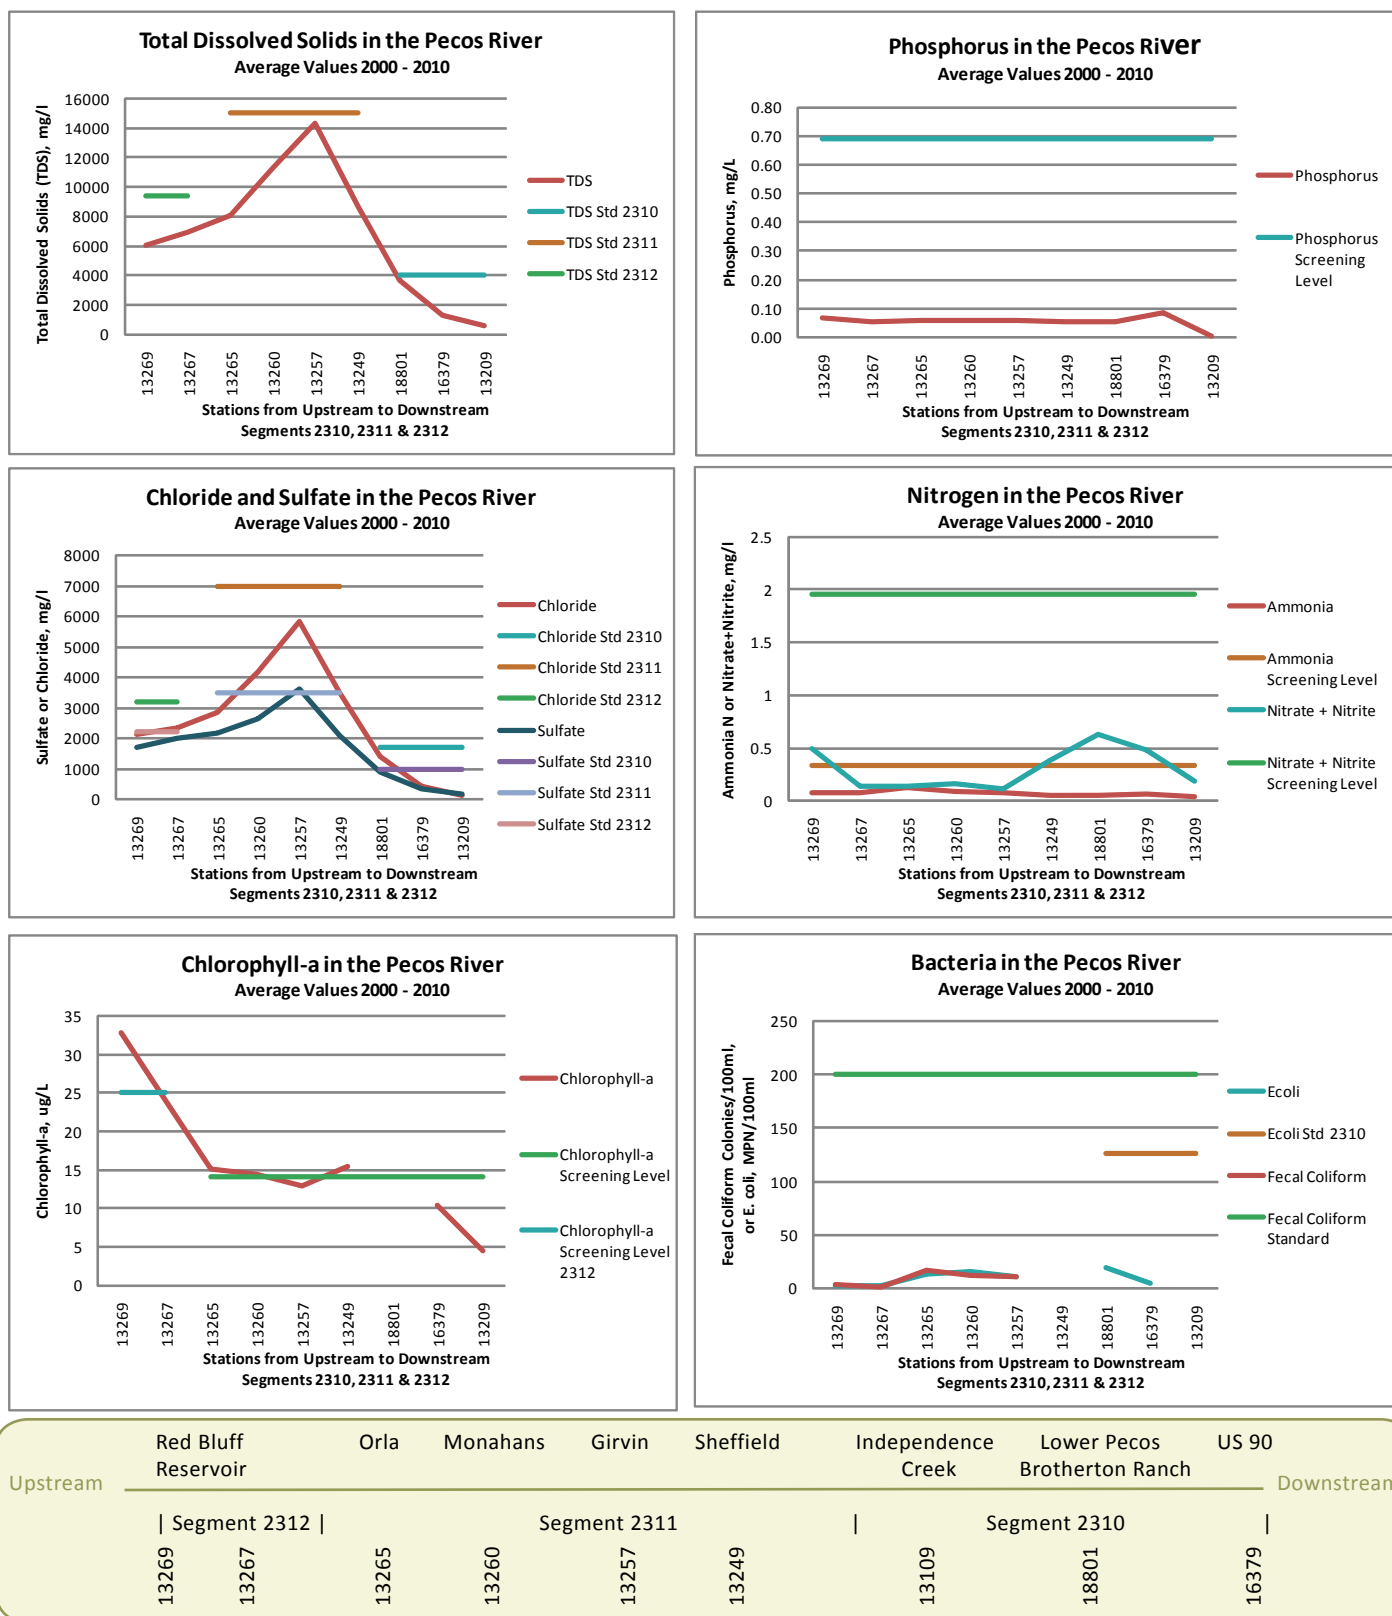 Total Dissolved Solids in the Pecos River
Average Values 2000 - 2010
Total Dissolved Solids (TDS), mg/l
16000
14000
12000
10000
8000
6000
4000
2000
0
TDS
TDS Std 2310
TDS Std 2311
TDS Std 2312
13269
13267
13265
13260
13257
13249
18801
16379
13209
Stations from Upstream to Downstream
Segments 2310, 2311 & 2312
Phosphorus in the Pecos River
Average Values 2000 - 2010
Phosphorus, mg/L
0.80
0.70
0.60
0.50
0.40
0.30
0.20
0.10
0.00
Phosphorus
Phosphorus
Screening
Level
13269
13267
13265
13260
13257
13249
18801
16379
13209
Stations from Upstream to Downstream
Segments 2310, 2311 & 2312
Chloride and Sulfate in the Pecos River
Average Values 2000 - 2010
Sulfate or Chloride, mg/l
8000
7000
6000
5000
4000
3000
2000
1000
0
Chloride
Chloride Std 2310
Chloride Std 2311
Chloride Std 2312
Sulfate
Sulfate Std 2310
Sulfate Std 2311
Sulfate Std 2312
13269
13267
13265
13260
13257
13249
18801
16379
13209
Stations from Upstream to Downstream
Segments 2310, 2311 & 2312
Nitrogen in the Pecos River
Average Values 2000 - 2010
Ammonia N or Nitrate+Nitrite, mg/l
2.5
2
1.5
1
0.5
0
Ammonia
Ammonia
Screening Level
Nitrate + Nitrite
Nitrate + Nitrite
Screening Level
13269
13267
13265
13260
13257
13249
18801
16379
13209
Stations from Upstream to Downstream
Segments 2310, 2311 & 2312
Chlorophyll-a in the Pecos River
Average Values 2000 - 2010
Chlorophyll-a, ug/L
35
30
25
20
15
10
5
0
Chlorophyll-a
Chlorophyll-a
Screening Level
Chlorophyll-a
Screening Level
2312
13269
13267
13265
13260
13257
13249
18801
16379
13209
Stations from Upstream to Downstream
Segments 2310, 2311 & 2312
Bacteria in the Pecos River
Average Values 2000 - 2010
Fecal Coliform Colonies/100ml,
or E. coli, MPN/100ml
250
200
150
100
50
0
Ecoli
Ecoli Std 2310
Fecal Coliform
Fecal Coliform
Standard
13269
13267
13265
13260
13257
13249
18801
16379
13209
Stations from Upstream to Downstream
Segments 2310, 2311 & 2312
Red Bluff Orla Monahans Girvin Sheffield Independence Lower Pecos US 90
Reservoir Creek Brotherton Ranch
Upstream Downstream
| Segment 2312 | Segment 2311 | Segment 2310 |
13269
13267
13265
13260
13257
13249
13109
18801
16379